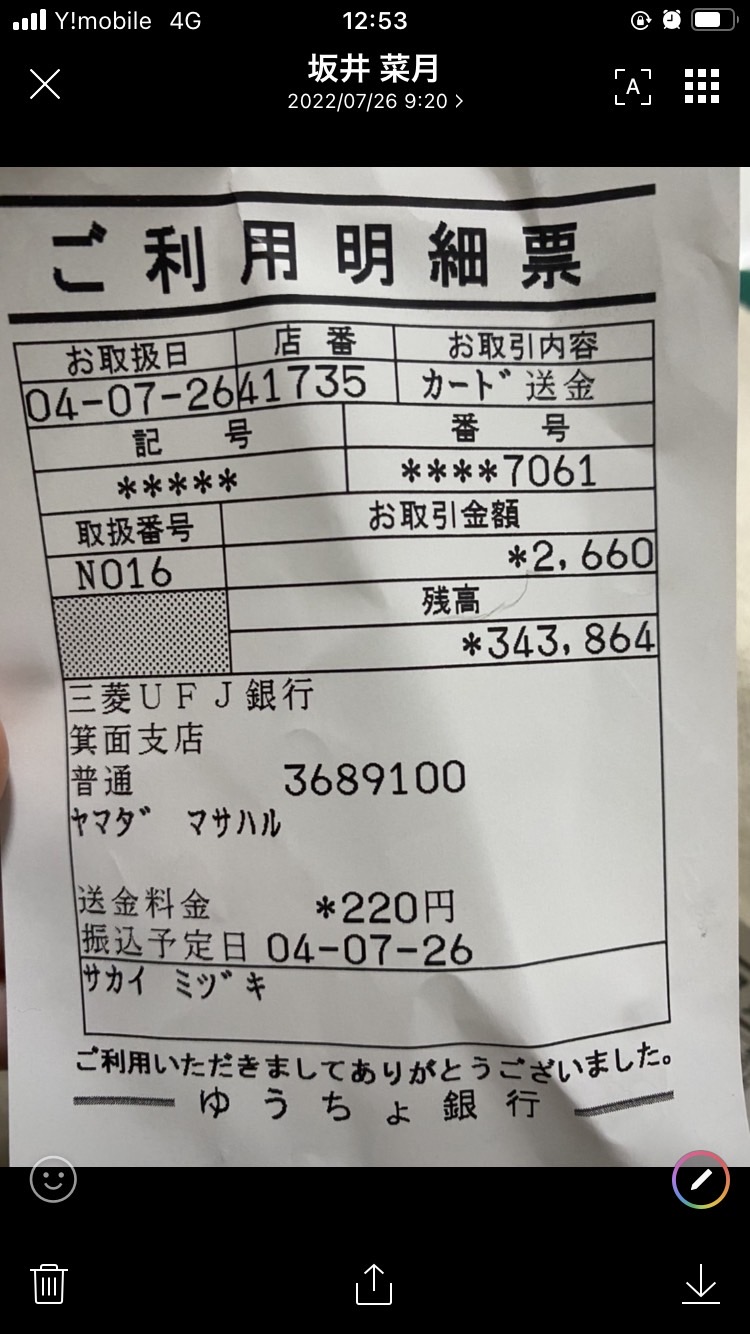 Y!mobile 4G 12:53
坂井 菜月
2022/07/26 9:20 >
A
ご利用明細票
お取扱日 店番 お取引内容
04-07-26 41735 カード送金
記号 番号
***** ****7061
取扱番号 お取引金額
N016 *2,660
残高
*343,864
三菱UFJ銀行
箕面支店
普通 3689100
ヤマダ マサハル
送金料金 *220円
振込予定日 04-07-26
サカイ ミヅキ
ご利用いただきましてありがとうございました。
ゆうちょ銀行